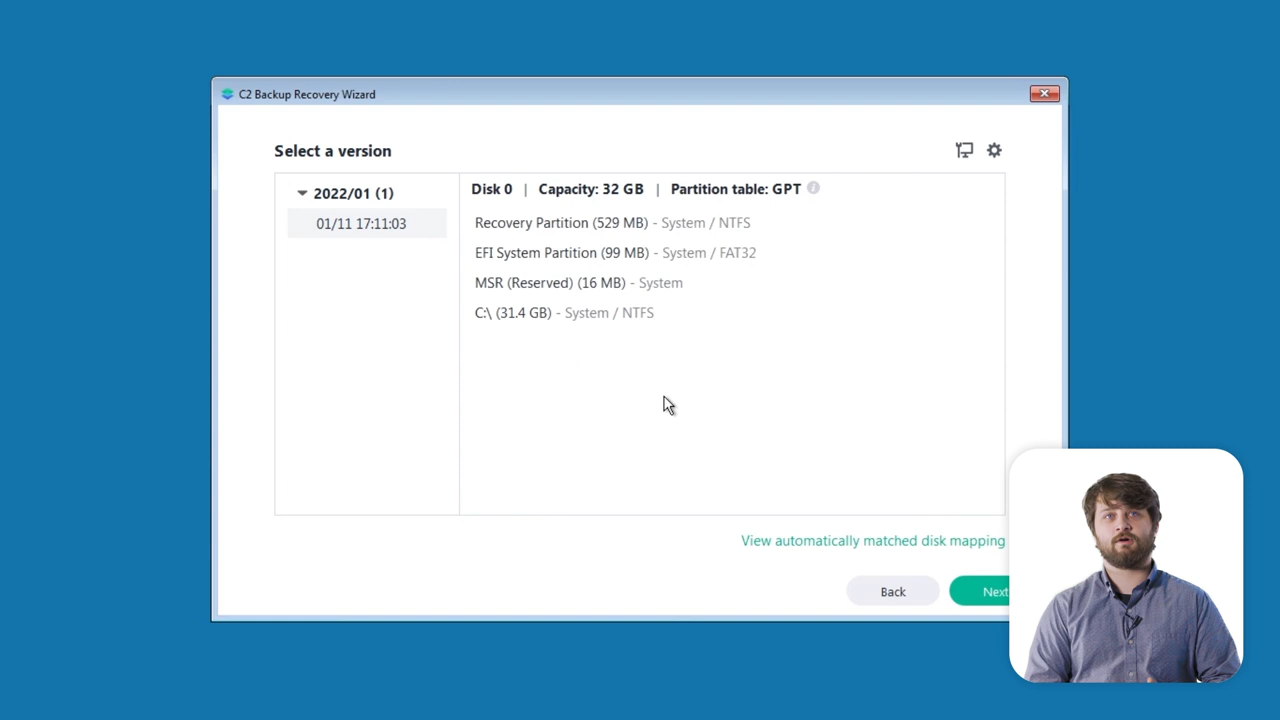 C2 Backup Recovery Wizard
Select a version
2022/01 (1)
01/11 17:11:03
Disk 0 | Capacity: 32 GB | Partition table: GPT
Recovery Partition (529 MB) - System / NTFS
EFI System Partition (99 MB) - System / FAT32
MSR (Reserved) (16 MB) - System
C:\ (31.4 GB) - System / NTFS
View automatically matched disk mapping
Back
Next